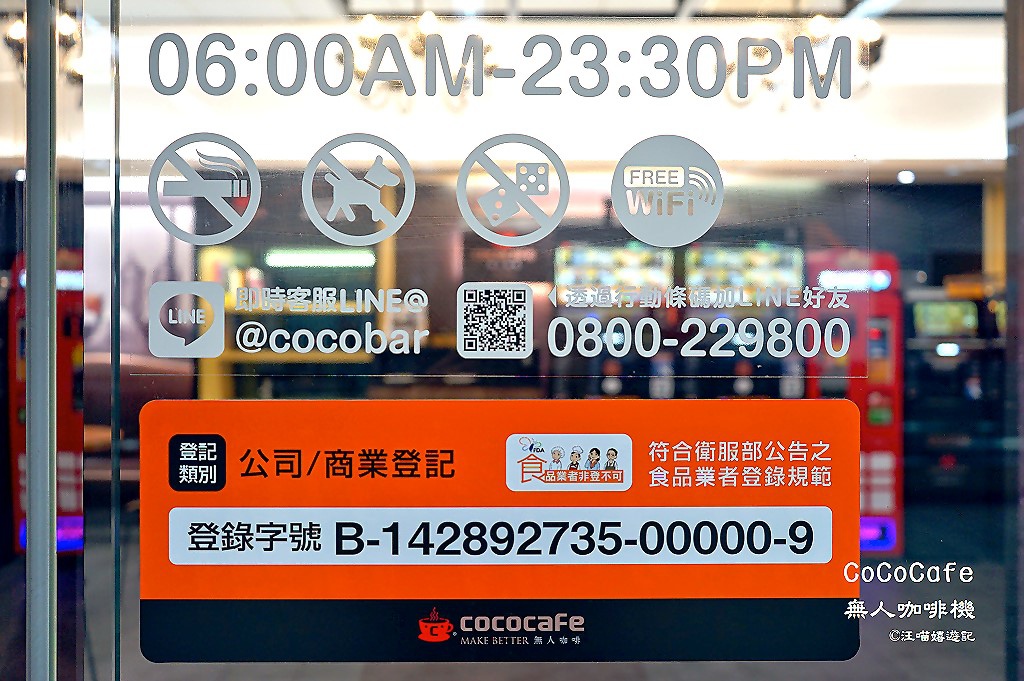 06:00AM-23:30PM
FREE
WiFi
LINE
即時客服LINE@
@cocobar
透過行動條碼加LINE好友
0800-229800
登記
類別
公司/商業登記
FDA
食品業者非登不可
符合衛服部公告之
食品業者登錄規範
登錄字號 B-142892735-00000-9
cococafe
MAKE BETTER 無人咖啡
CoCoCafe
無人咖啡機
©汪喵嬉遊記